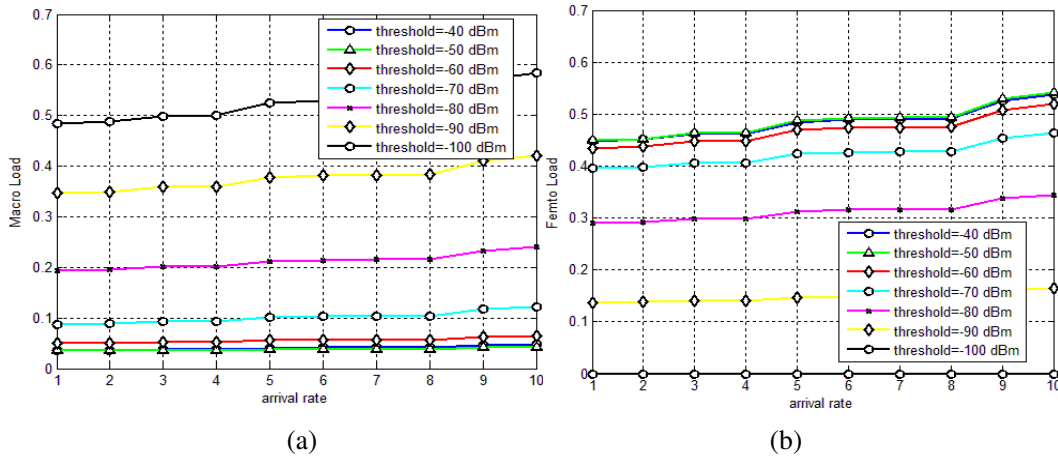 0.7
0.6
0.5
0.4
0.3
0.2
0.1
0
Macro Load
1 2 3 4 5 6 7 8 9 10
arrival rate
threshold=-40 dBm
threshold=-50 dBm
threshold=-60 dBm
threshold=-70 dBm
threshold=-80 dBm
threshold=-90 dBm
threshold=-100 dBm
(a)
0.7
0.6
0.5
0.4
0.3
0.2
0.1
0
Femto Load
1 2 3 4 5 6 7 8 9 10
arrival rate
threshold=-40 dBm
threshold=-50 dBm
threshold=-60 dBm
threshold=-70 dBm
threshold=-80 dBm
threshold=-90 dBm
threshold=-100 dBm
(b)